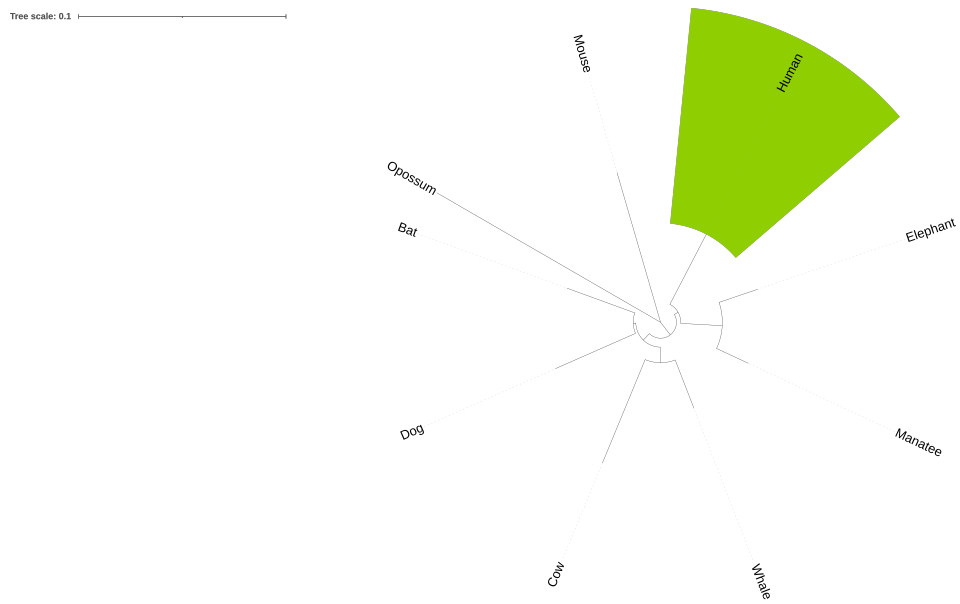 Tree scale: 0.1
Mouse
Human
Opossum
Bat
Elephant
Dog
Manatee
Cow
Whale